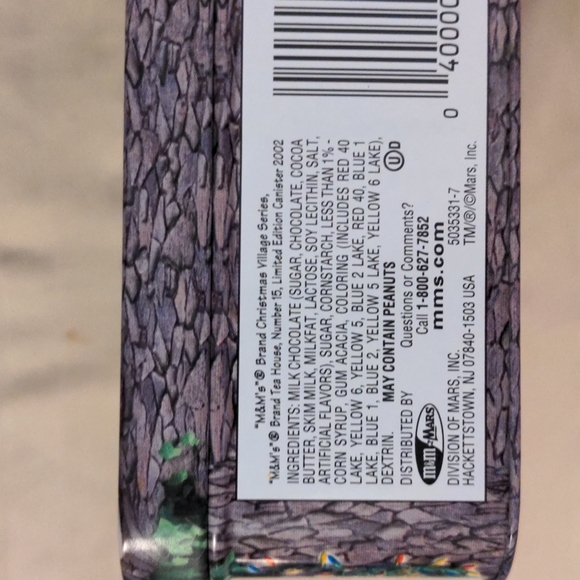 "M&M's"® Brand Christmas Village Series,
"M&M's"® Brand Tea House, Number 15, Limited Edition Canister 2002
INGREDIENTS: MILK CHOCOLATE (SUGAR, CHOCOLATE, COCOA
BUTTER, SKIM MILK, MILKFAT, LACTOSE, SOY LECITHIN, SALT,
ARTIFICIAL FLAVORS), SUGAR, CORNSTARCH, LESS THAN 1% -
CORN SYRUP, GUM ACACIA, COLORING (INCLUDES RED 40
LAKE, YELLOW 6, YELLOW 5, BLUE 2 LAKE, RED 40, BLUE 1
LAKE, BLUE 1, BLUE 2, YELLOW 5 LAKE, YELLOW 6 LAKE),
DEXTRIN. MAY CONTAIN PEANUTS
UD
DISTRIBUTED BY
M&M·MARS
Questions or Comments?
Call 1-800-627-7852
mms.com
DIVISION OF MARS, INC. 5035331-7
HACKETTSTOWN, NJ 07840-1503 USA TM/®/©Mars, Inc.
0 40000